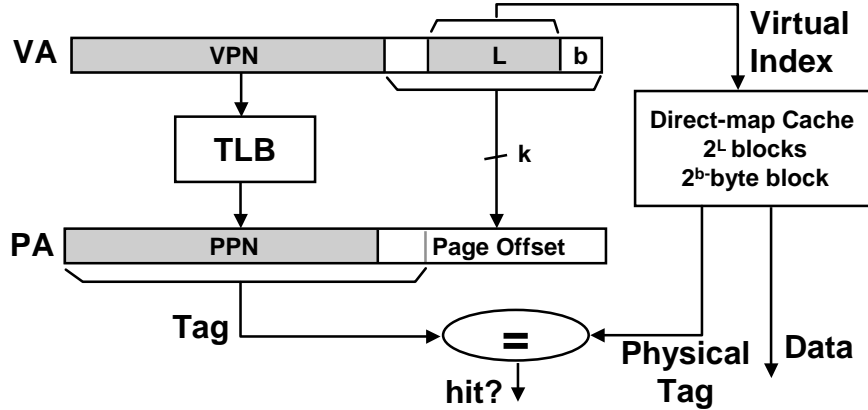 VA
VPN
L
b
Virtual
Index
TLB
k
Direct-map Cache
2ᴸ blocks
2ᵇ⁻byte block
PA
PPN
Page Offset
Tag
=
hit?
Physical
Tag
Data